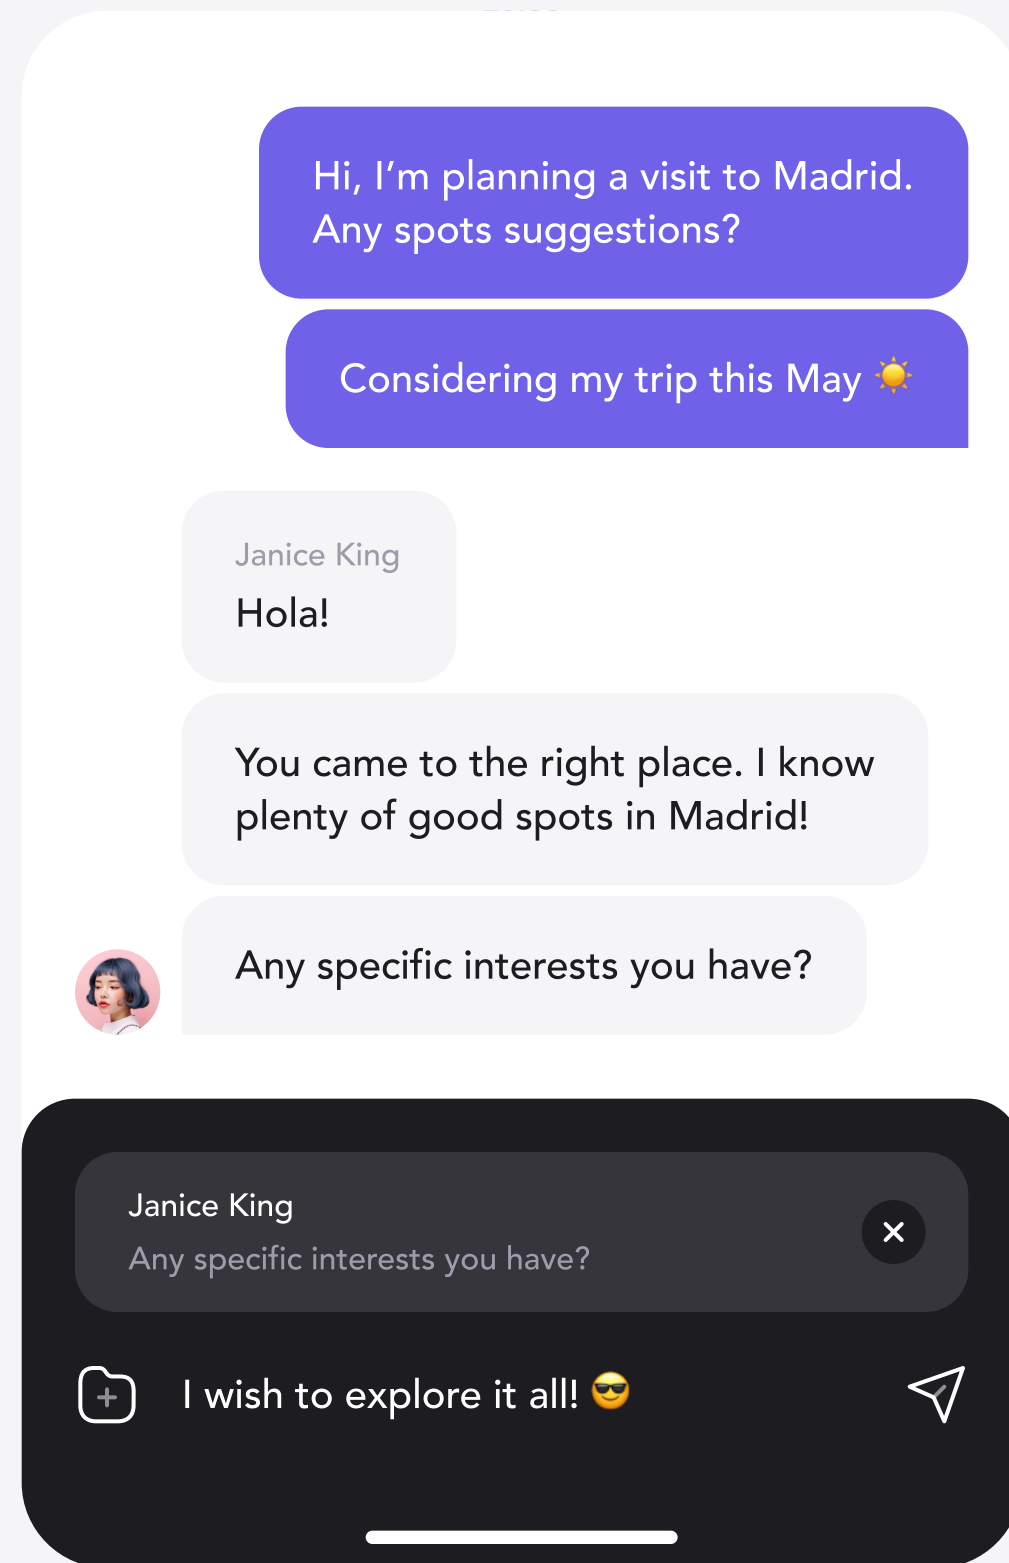 Hi, I’m planning a visit to Madrid.
Any spots suggestions?
Considering my trip this May ☀️
Janice King
Hola!
You came to the right place. I know
plenty of good spots in Madrid!
Any specific interests you have?
Janice King
Any specific interests you have?
I wish to explore it all! 😎